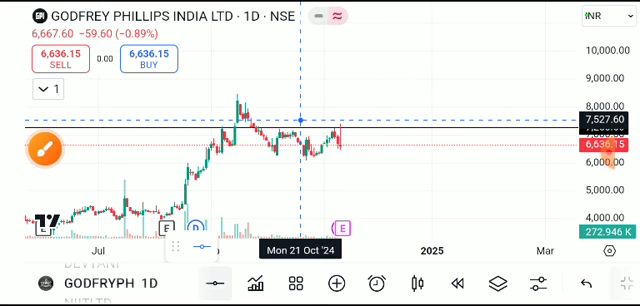 GODFREY PHILLIPS INDIA LTD · 1D · NSE
INR
6,667.60 −59.60 (−0.89%)
6,636.15
SELL
0.00
6,636.15
BUY
1
10,000.00
9,000.00
8,000.00
7,527.60
6,636.15
6,000.00
5,000.00
4,000.00
272.946 K
E
D
E
Jul
Mon 21 Oct '24
2025
Mar
GODFRYPH 1D